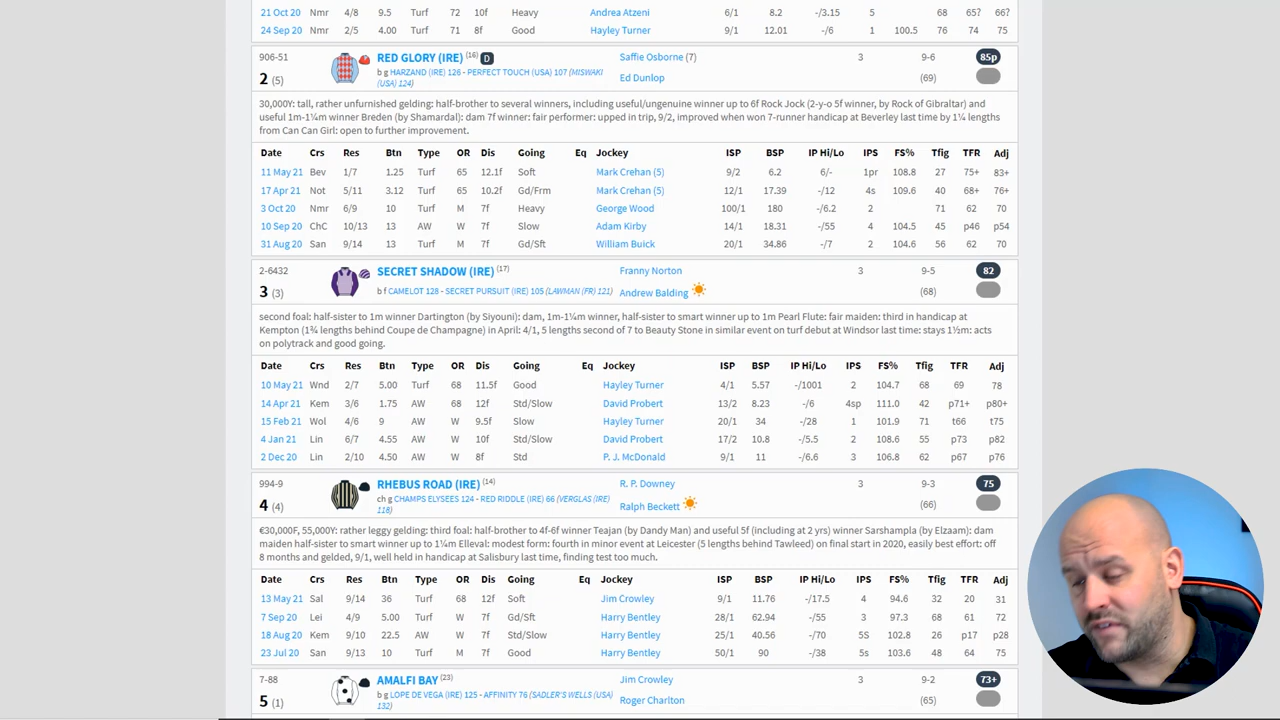 21 Oct 20 Nmr 4/8 9.5 Turf 72 10f Heavy Andrea Atzeni 6/1 8.2 -/3.15 5 68 65? 66?
24 Sep 20 Nmr 2/5 4.00 Turf 71 8f Good Hayley Turner 9/1 12.01 -/6 1 100.5 76 74 75
906-51 RED GLORY (IRE) (16) D Saffie Osborne (7) 3 9-6 85p
2 (5) b g HARZAND (IRE) 126 - PERFECT TOUCH (USA) 107 (MISWAKI Ed Dunlop (69)
(USA) 124)
30,000Y: tall, rather unfurnished gelding: half-brother to several winners, including useful/ungenuine winner up to 6f Rock Jock (2-y-o 5f winner, by Rock of Gibraltar) and
useful 1m-1¼m winner Breden (by Shamardal): dam 7f winner: fair performer: upped in trip, 9/2, improved when won 7-runner handicap at Beverley last time by 1¼ lengths
from Can Can Girl: open to further improvement.
Date Crs Res Btn Type OR Dis Going Eq Jockey ISP BSP IP Hi/Lo IPS FS% Tfig TFR Adj
11 May 21 Bev 1/7 1.25 Turf 65 12.1f Soft Mark Crehan (5) 9/2 6.2 6/- 1pr 108.8 27 75+ 83+
17 Apr 21 Not 5/11 3.12 Turf 65 10.2f Gd/Frm Mark Crehan (5) 12/1 17.39 -/12 4s 109.6 40 68+ 76+
3 Oct 20 Nmr 6/9 10 Turf M 7f Heavy George Wood 100/1 180 -/6.2 2 71 62 70
10 Sep 20 ChC 10/13 13 AW W 7f Slow Adam Kirby 14/1 18.31 -/55 4 104.5 45 p46 p54
31 Aug 20 San 9/14 13 Turf M 7f Gd/Sft William Buick 20/1 34.86 -/7 2 104.6 56 62 70
2-6432 SECRET SHADOW (IRE) (17) Franny Norton 3 9-5 82
3 (3) b f CAMELOT 128 - SECRET PURSUIT (IRE) 105 (LAWMAN (FR) 121) Andrew Balding (68)
second foal: half-sister to 1m winner Dartington (by Siyouni): dam, 1m-1¼m winner, half-sister to smart winner up to 1m Pearl Flute: fair maiden: third in handicap at
Kempton (1¾ lengths behind Coupe de Champagne) in April: 4/1, 5 lengths second of 7 to Beauty Stone in similar event on turf debut at Windsor last time: stays 1½m: acts
on polytrack and good going.
Date Crs Res Btn Type OR Dis Going Eq Jockey ISP BSP IP Hi/Lo IPS FS% Tfig TFR Adj
10 May 21 Wnd 2/7 5.00 Turf 68 11.5f Good Hayley Turner 4/1 5.57 -/1001 2 104.7 68 69 78
14 Apr 21 Kem 3/6 1.75 AW 68 12f Std/Slow David Probert 13/2 8.23 -/6 4sp 111.0 42 p71+ p80+
15 Feb 21 Wol 4/6 9 AW W 9.5f Slow Hayley Turner 20/1 34 -/28 1 101.9 71 t66 t75
4 Jan 21 Lin 6/7 4.55 AW W 10f Std/Slow David Probert 17/2 10.8 -/5.5 2 108.6 55 p73 p82
2 Dec 20 Lin 2/10 4.50 AW W 8f Std P. J. McDonald 9/1 11 -/6.6 3 106.8 62 p67 p76
994-9 RHEBUS ROAD (IRE) (14) R. P. Downey 3 9-3 75
4 (4) ch g CHAMPS ELYSEES 124 - RED RIDDLE (IRE) 66 (VERGLAS (IRE) Ralph Beckett (66)
118)
€30,000F, 55,000Y: rather leggy gelding: third foal: half-brother to 4f-6f winner Teajan (by Dandy Man) and useful 5f (including at 2 yrs) winner Sarshampla (by Elzaam): dam
maiden half-sister to smart winner up to 1¼m Elleval: modest form: fourth in minor event at Leicester (5 lengths behind Tawleed) on final start in 2020, easily best effort: off
8 months and gelded, 9/1, well held in handicap at Salisbury last time, finding test too much.
Date Crs Res Btn Type OR Dis Going Eq Jockey ISP BSP IP Hi/Lo IPS FS% Tfig TFR Adj
13 May 21 Sal 9/14 36 Turf 68 12f Soft Jim Crowley 9/1 11.76 -/17.5 4 94.6 32 20 31
7 Sep 20 Lei 4/9 5.00 Turf W 7f Gd/Sft Harry Bentley 28/1 62.94 -/55 3 97.3 68 61 72
18 Aug 20 Kem 9/10 22.5 AW W 7f Std/Slow Harry Bentley 25/1 40.56 -/70 5S 102.8 26 p17 p28
23 Jul 20 San 9/13 10 Turf M 7f Good Harry Bentley 50/1 90 -/38 5s 103.6 48 64 75
7-88 AMALFI BAY (23) Jim Crowley 3 9-2 73+
5 (1) b g LOPE DE VEGA (IRE) 125 - AFFINITY 76 (SADLER'S WELLS (USA) Roger Charlton (65)
132)